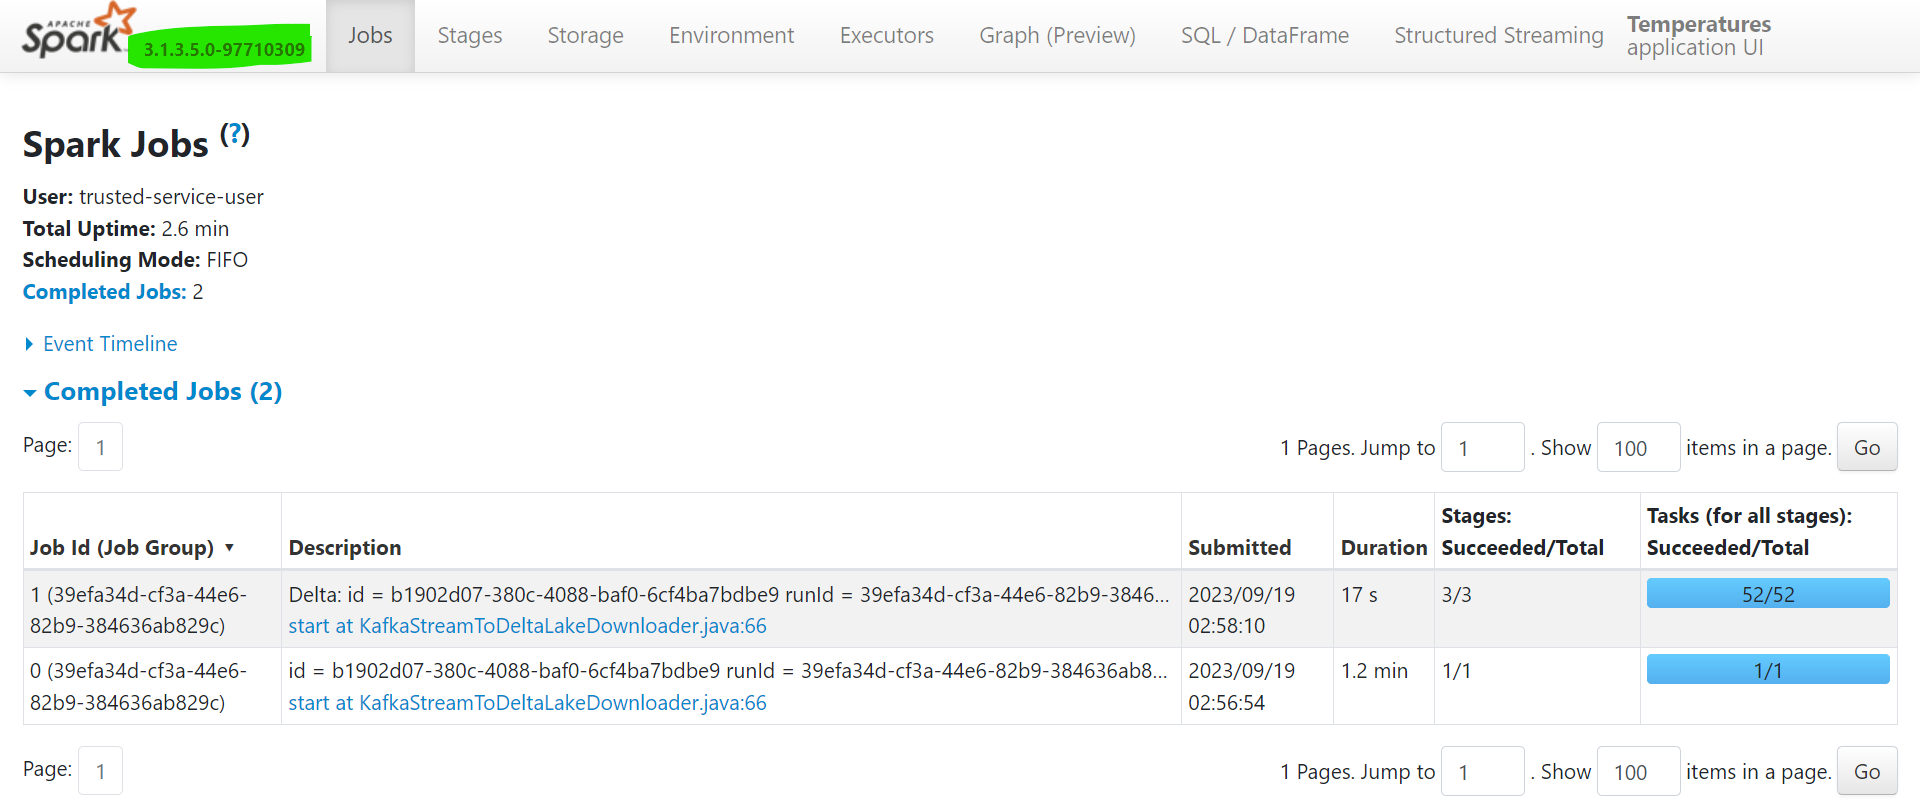 APACHE
Spark 3.1.3.5.0-97710309 Jobs Stages Storage Environment Executors Graph (Preview) SQL / DataFrame Structured Streaming Temperatures application UI
Spark Jobs (?)
User: trusted-service-user
Total Uptime: 2.6 min
Scheduling Mode: FIFO
Completed Jobs: 2
Event Timeline
Completed Jobs (2)
Page: 1 1 Pages. Jump to 1 . Show 100 items in a page. Go
Job Id (Job Group) ▼ Description Submitted Duration Stages: Succeeded/Total Tasks (for all stages): Succeeded/Total
1 (39efa34d-cf3a-44e6- Delta: id = b1902d07-380c-4088-baf0-6cf4ba7bdbe9 runId = 39efa34d-cf3a-44e6-82b9-3846... 2023/09/19 17 s 3/3 52/52
82b9-384636ab829c) start at KafkaStreamToDeltaLakeDownloader.java:66 02:58:10
0 (39efa34d-cf3a-44e6- id = b1902d07-380c-4088-baf0-6cf4ba7bdbe9 runId = 39efa34d-cf3a-44e6-82b9-384636ab8... 2023/09/19 1.2 min 1/1 1/1
82b9-384636ab829c) start at KafkaStreamToDeltaLakeDownloader.java:66 02:56:54
Page: 1 1 Pages. Jump to 1 . Show 100 items in a page. Go